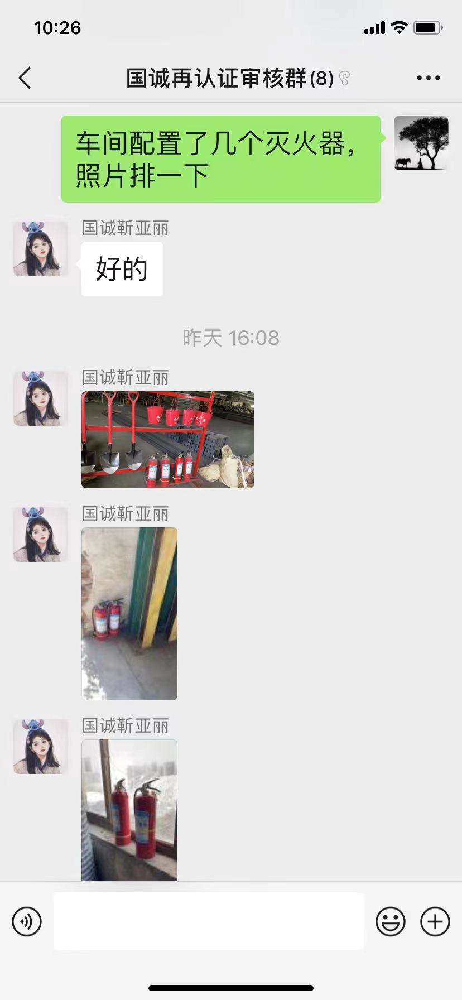 10:26
国诚再认证审核群(8)
车间配置了几个灭火器，
照片排一下
国诚靳亚丽
好的
昨天 16:08
国诚靳亚丽
国诚靳亚丽
国诚靳亚丽